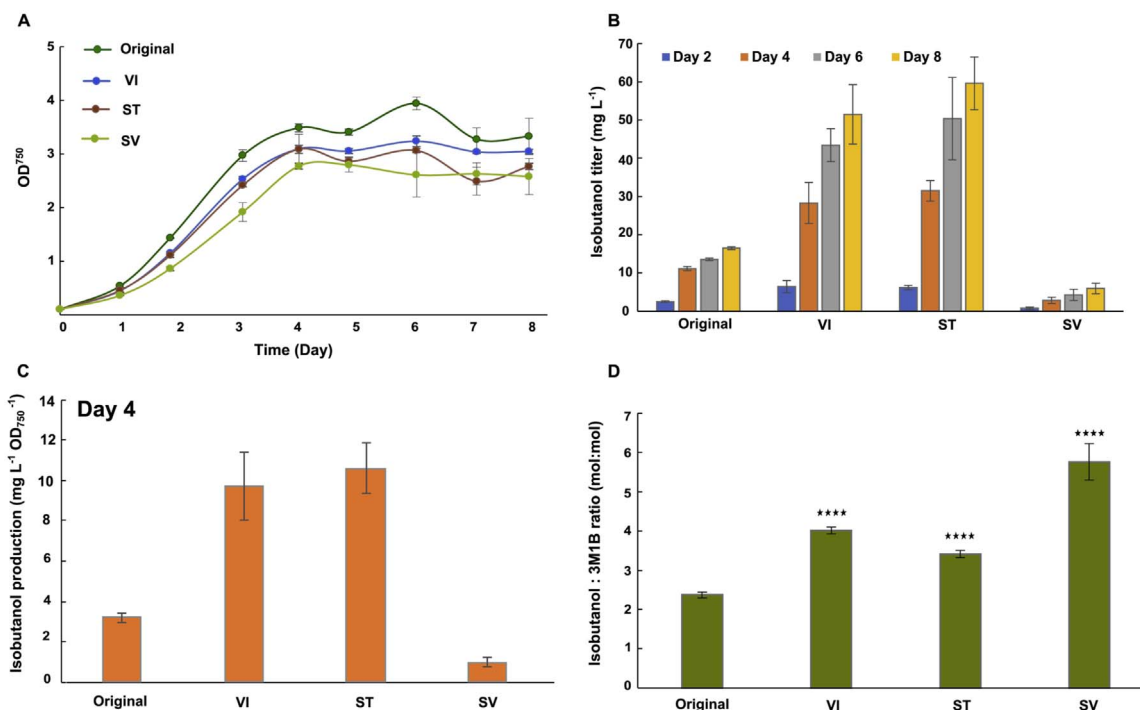 A
5
4
3
2
1
OD⁷⁵⁰
Original
VI
ST
SV
0 1 2 3 4 5 6 7 8
Time (Day)
B
Day 2 Day 4 Day 6 Day 8
70
60
50
40
30
20
10
0
Isobutanol titer (mg L⁻¹)
Original VI ST SV
C
Day 4
14
12
10
8
6
4
2
0
Isobutanol production (mg L⁻¹ OD₇₅₀⁻¹)
Original VI ST SV
D
7
6
5
4
3
2
1
0
Isobutanol : 3M1B ratio (mol:mol)
★★★★
★★★★
★★★★
Original VI ST SV